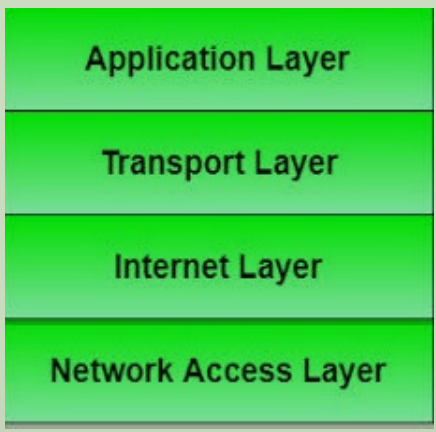 Application Layer
Transport Layer
Internet Layer
Network Access Layer